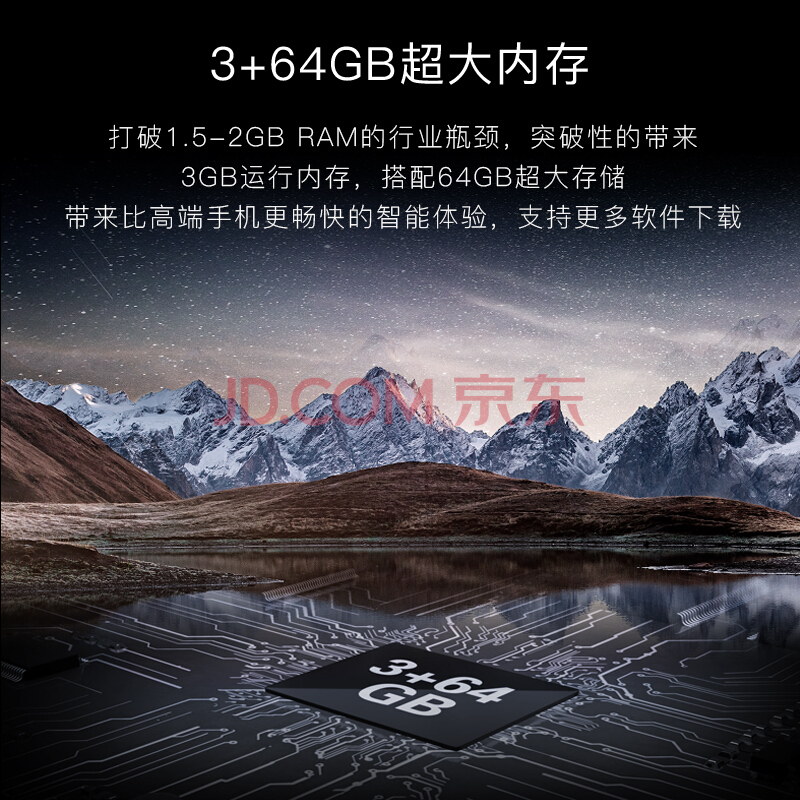 3+64GB超大内存
打破1.5-2GB RAM的行业瓶颈，突破性的带来
3GB运行内存，搭配64GB超大存储
带来比高端手机更畅快的智能体验，支持更多软件下载
JD.COM 京东
3+64
GB